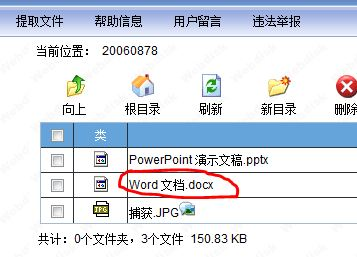 提取文件 帮助信息 用户留言 违法举报
当前位置： 20060878
向上 根目录 刷新 新目录 删除
类
PowerPoint 演示文稿.pptx
Word 文档.docx
JPG 捕获.JPG
共计：0个文件夹，3个文件 150.83 KB